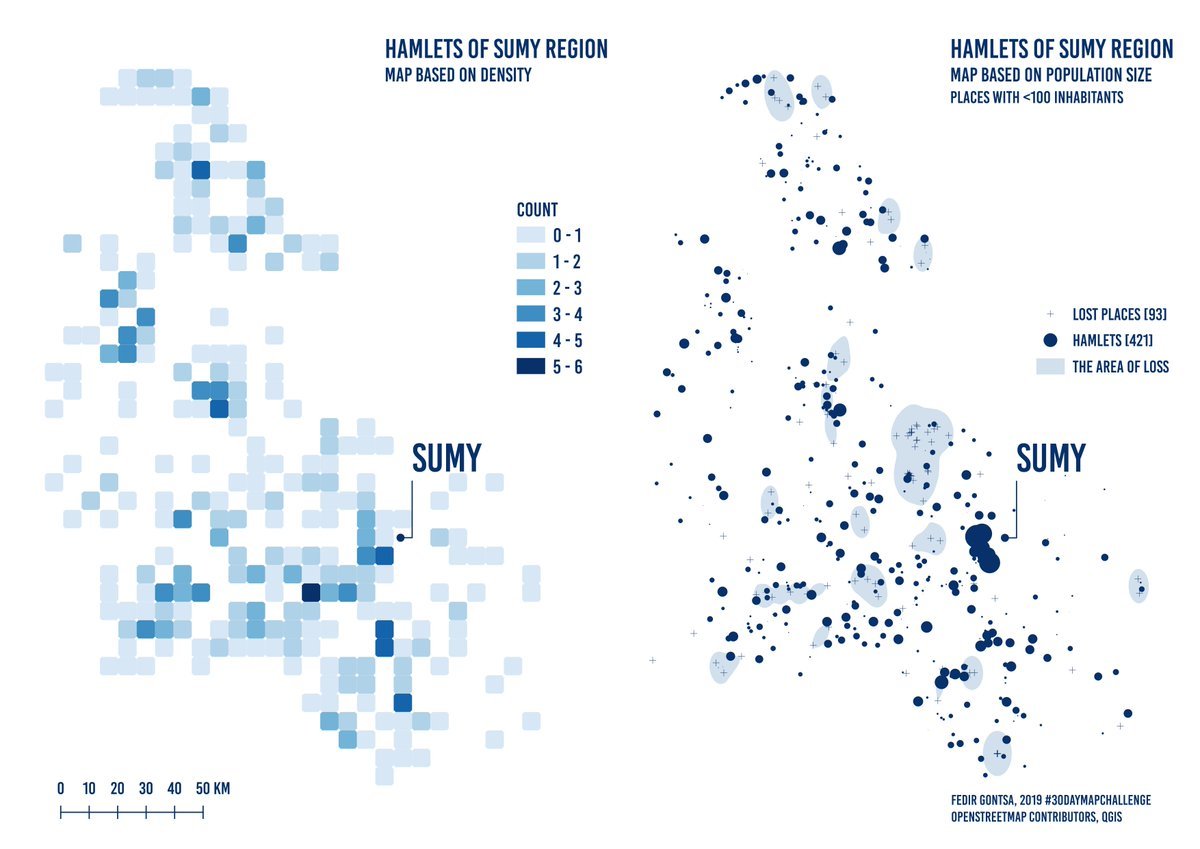 HAMLETS OF SUMY REGION
MAP BASED ON DENSITY
COUNT
0 - 1
1 - 2
2 - 3
3 - 4
4 - 5
5 - 6
SUMY
0 10 20 30 40 50 KM
HAMLETS OF SUMY REGION
MAP BASED ON POPULATION SIZE
PLACES WITH <100 INHABITANTS
LOST PLACES [93]
HAMLETS [421]
THE AREA OF LOSS
SUMY
FEDIR GONTSA, 2019 #30DAYMAPCHALLENGE
OPENSTREETMAP CONTRIBUTORS, QGIS